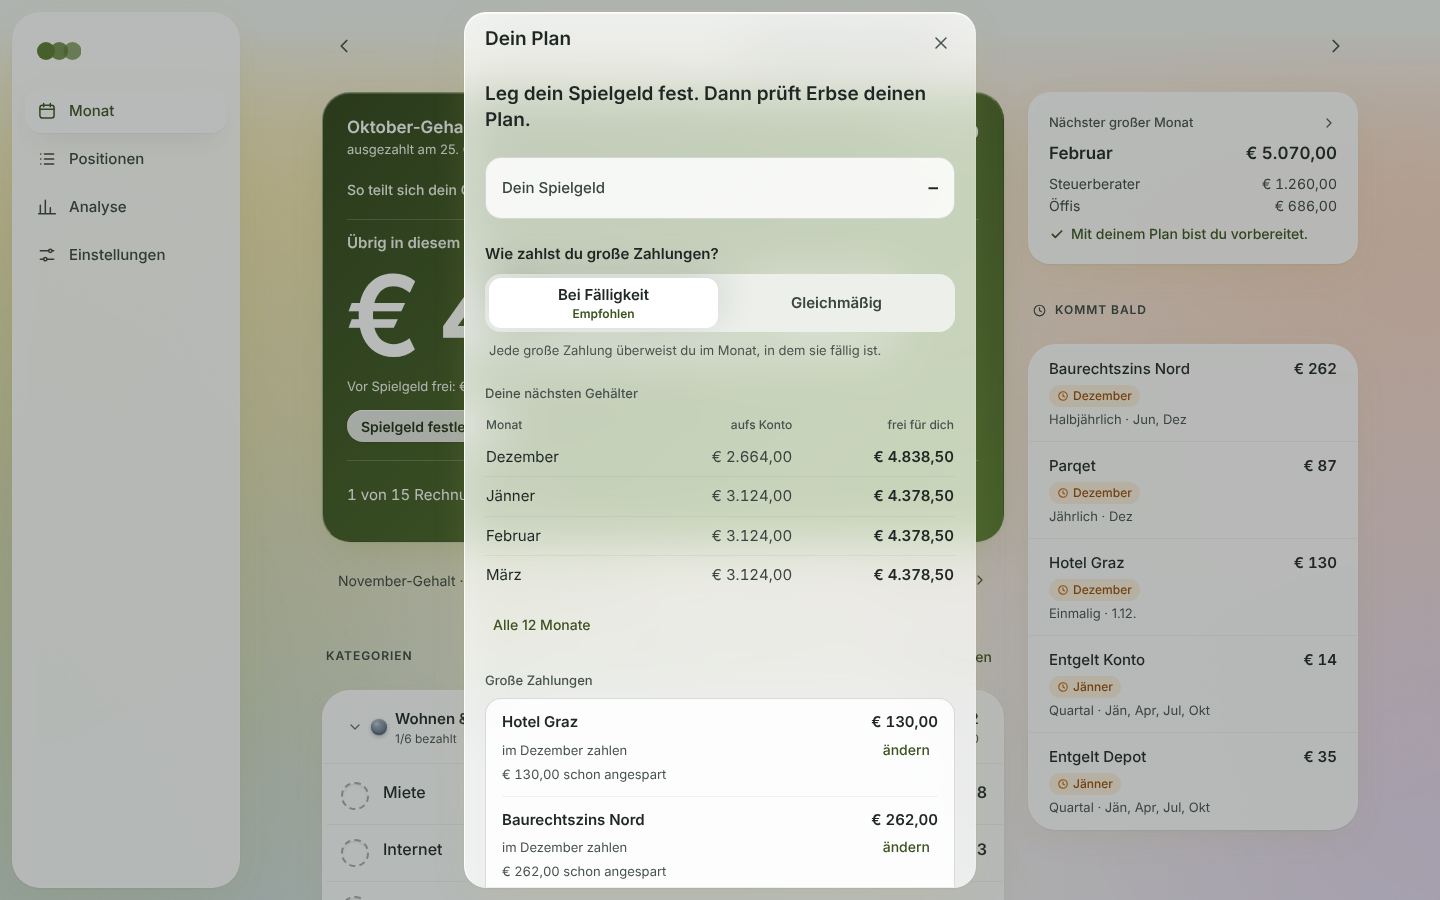 Monat
Positionen
Analyse
Einstellungen
Oktober-Geha
ausgezahlt am 25.
So teilt sich dein
Übrig in diesem
€ 4
Vor Spielgeld frei: €
Spielgeld festle
1 von 15 Rechnu
November-Gehalt ·
KATEGORIEN
en
Wohnen &
1/6 bezahlt
Miete
8
Internet
3
Dein Plan
Leg dein Spielgeld fest. Dann prüft Erbse deinen
Plan.
Dein Spielgeld –
Wie zahlst du große Zahlungen?
Bei Fälligkeit
Empfohlen
Gleichmäßig
Jede große Zahlung überweist du im Monat, in dem sie fällig ist.
Deine nächsten Gehälter
Monat aufs Konto frei für dich
Dezember € 2.664,00 € 4.838,50
Jänner € 3.124,00 € 4.378,50
Februar € 3.124,00 € 4.378,50
März € 3.124,00 € 4.378,50
Alle 12 Monate
Große Zahlungen
Hotel Graz € 130,00
im Dezember zahlen ändern
€ 130,00 schon angespart
Baurechtszins Nord € 262,00
im Dezember zahlen ändern
€ 262,00 schon angespart
Nächster großer Monat
Februar € 5.070,00
Steuerberater € 1.260,00
Öffis € 686,00
Mit deinem Plan bist du vorbereitet.
KOMMT BALD
Baurechtszins Nord € 262
Dezember
Halbjährlich · Jun, Dez
Parqet € 87
Dezember
Jährlich · Dez
Hotel Graz € 130
Dezember
Einmalig · 1.12.
Entgelt Konto € 14
Jänner
Quartal · Jän, Apr, Jul, Okt
Entgelt Depot € 35
Jänner
Quartal · Jän, Apr, Jul, Okt